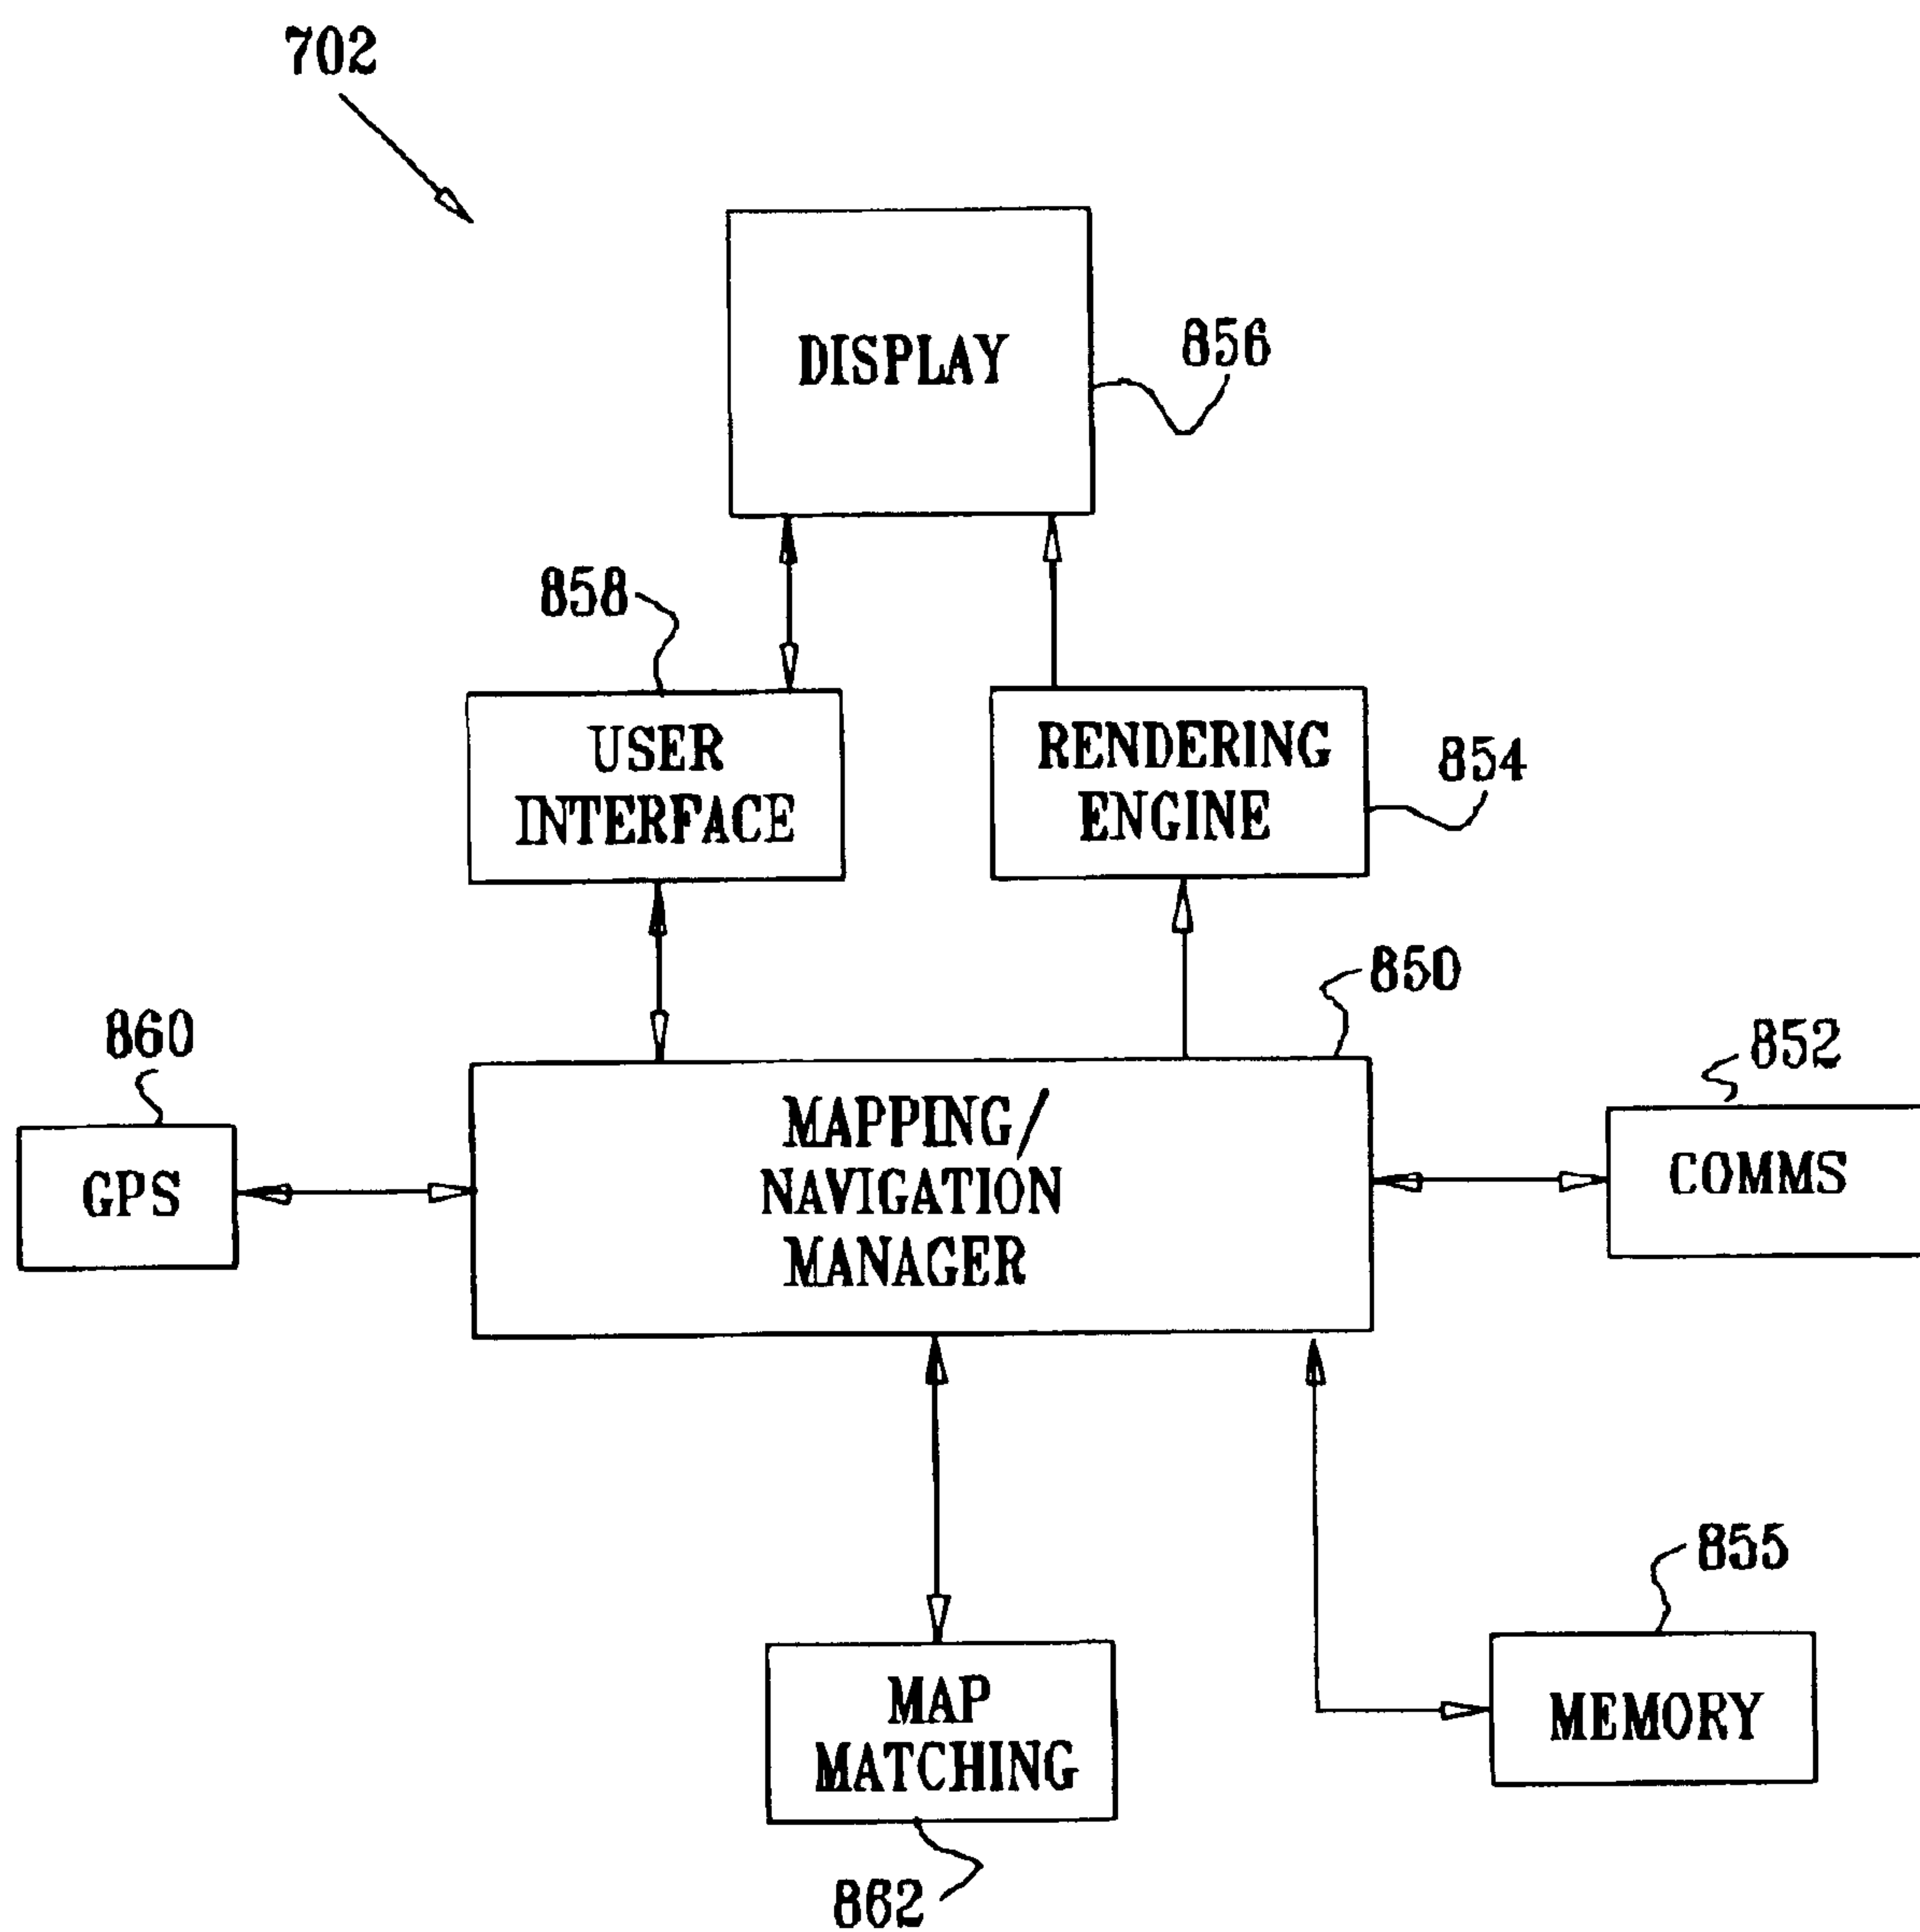 702
DISPLAY
856
858
USER
INTERFACE
RENDERING
ENGINE
854
850
860
852
GPS
MAPPING/
NAVIGATION
MANAGER
COMMS
855
MAP
MATCHING
MEMORY
862